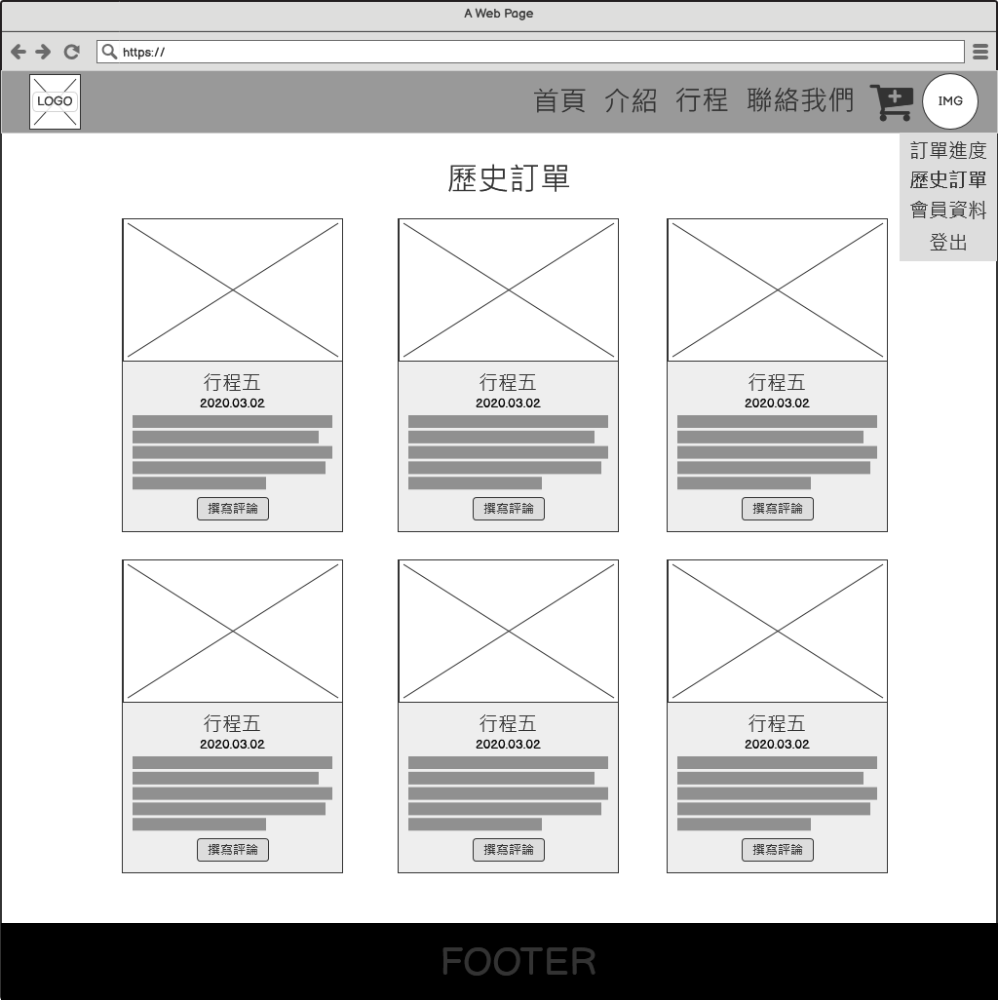 A Web Page
https://
LOGO
首頁 介紹 行程 聯絡我們
IMG
訂單進度
歷史訂單
會員資料
登出
歷史訂單
行程五 行程五 行程五
2020.03.02 2020.03.02 2020.03.02
撰寫評論 撰寫評論 撰寫評論
行程五 行程五 行程五
2020.03.02 2020.03.02 2020.03.02
撰寫評論 撰寫評論 撰寫評論
FOOTER